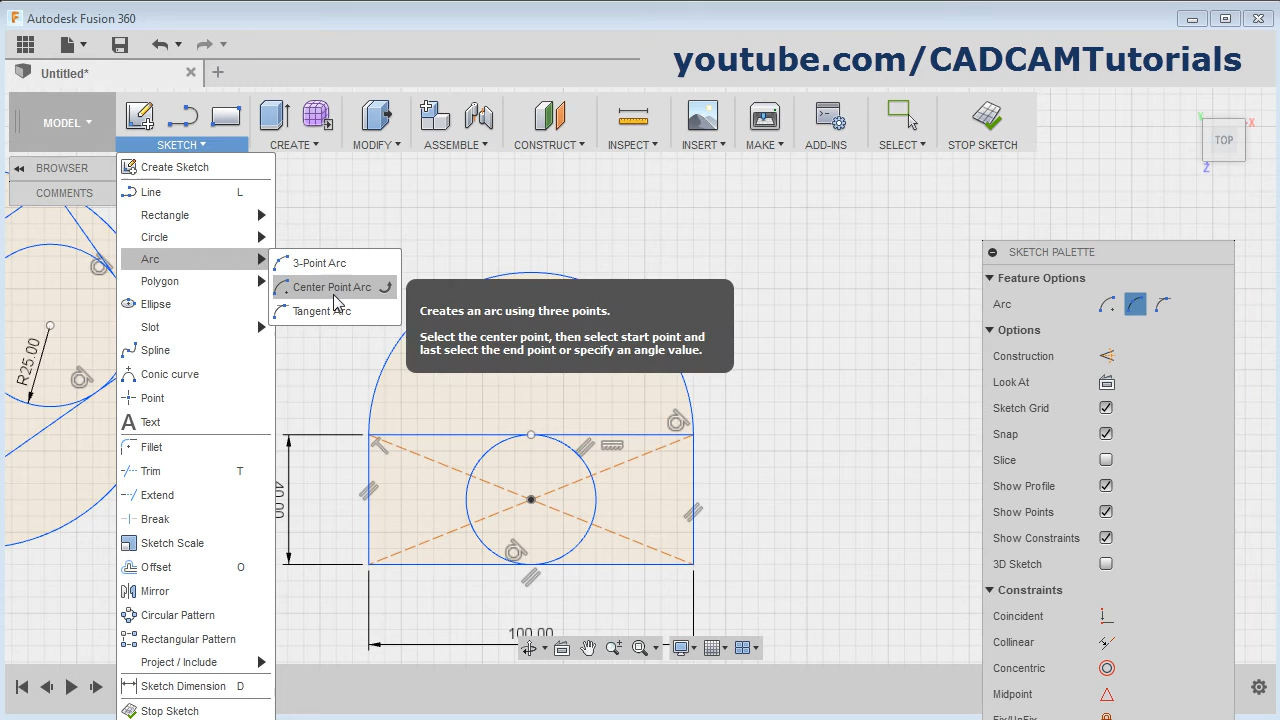 Autodesk Fusion 360
youtube.com/CADCAMTutorials
Untitled*
MODEL
SKETCH
CREATE
MODIFY
ASSEMBLE
CONSTRUCT
INSPECT
INSERT
MAKE
ADD-INS
SELECT
STOP SKETCH
TOP
X
Z
BROWSER
COMMENTS
Create Sketch
Line L
Rectangle
Circle
Arc
Polygon
Ellipse
Slot
Spline
Conic curve
Point
Text
Fillet
Trim T
Extend
Break
Sketch Scale
Offset O
Mirror
Circular Pattern
Rectangular Pattern
Project / Include
Sketch Dimension D
Stop Sketch
3-Point Arc
Center Point Arc
Tangent Arc
Creates an arc using three points.
Select the center point, then select start point and
last select the end point or specify an angle value.
R25.00
100.00
SKETCH PALETTE
Feature Options
Arc
Options
Construction
Look At
Sketch Grid
Snap
Slice
Show Profile
Show Points
Show Constraints
3D Sketch
Constraints
Coincident
Collinear
Concentric
Midpoint
Fix/UnFix